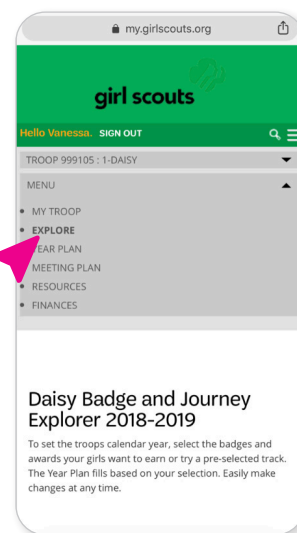 my.girlscouts.org
girl scouts
Hello Vanessa. SIGN OUT
TROOP 999105 : 1-DAISY
MENU
MY TROOP
EXPLORE
YEAR PLAN
MEETING PLAN
RESOURCES
FINANCES
Daisy Badge and Journey
Explorer 2018-2019
To set the troops calendar year, select the badges and
awards your girls want to earn or try a pre-selected track.
The Year Plan fills based on your selection. Easily make
changes at any time.